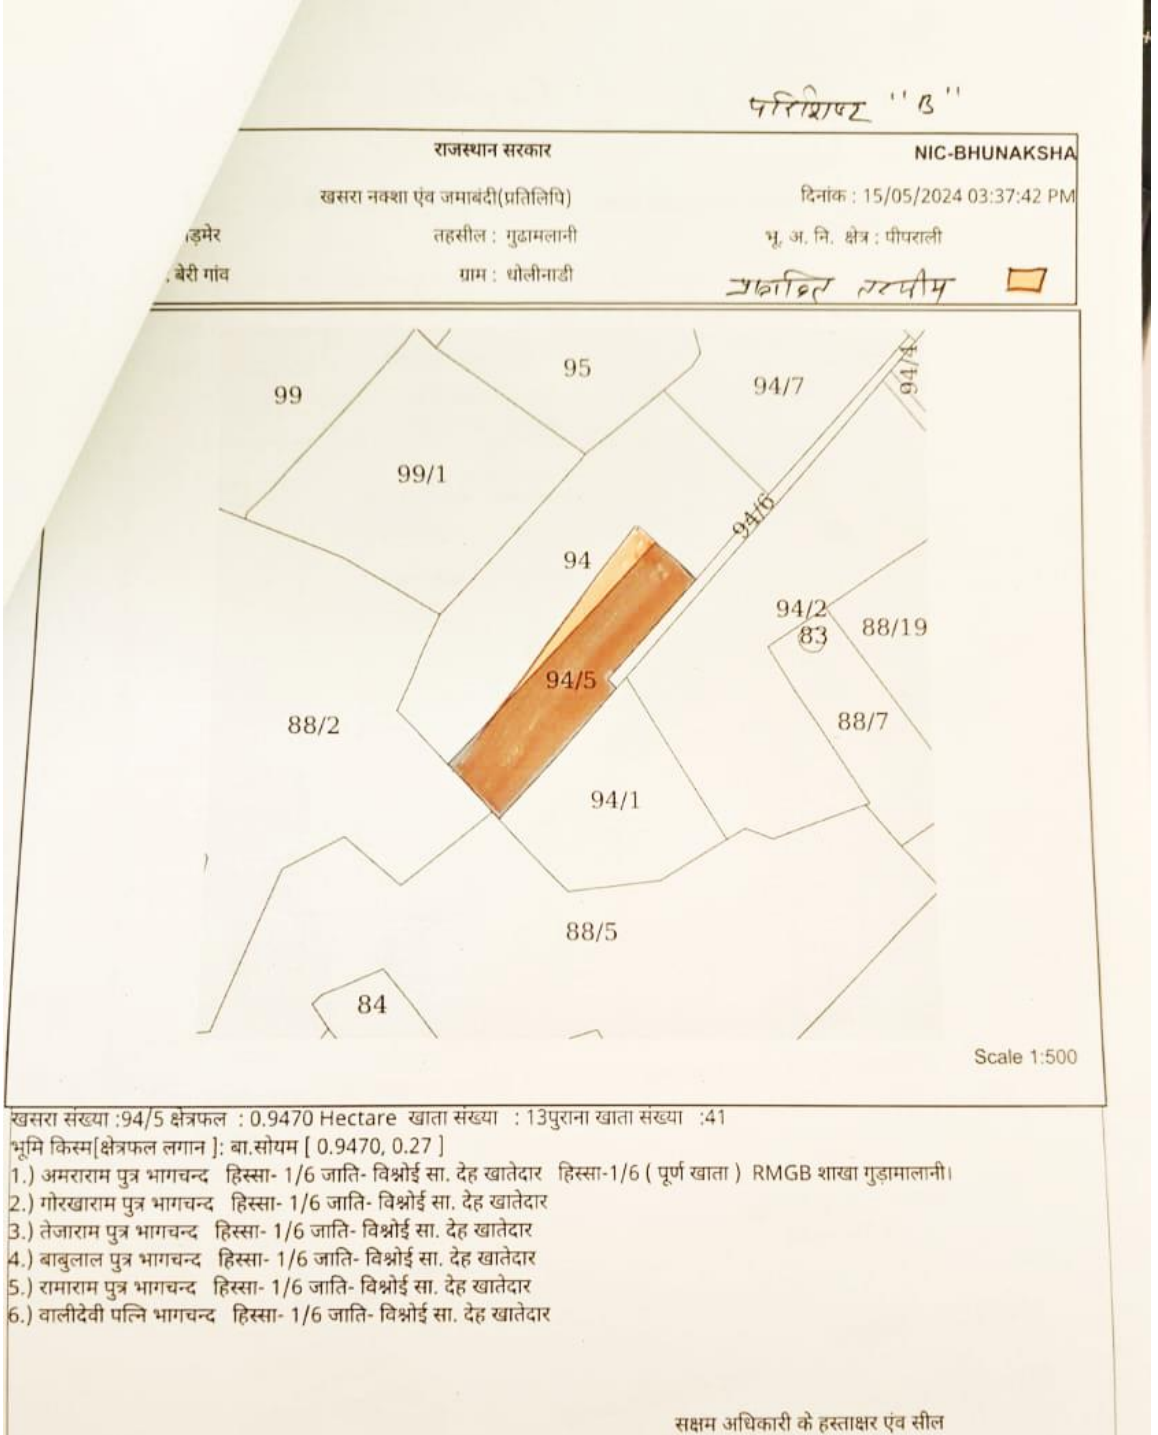 परिशिष्ट "B"
राजस्थान सरकार NIC-BHUNAKSHA
खसरा नक्शा एंव जमाबंदी(प्रतिलिपि) दिनांक : 15/05/2024 03:37:42 PM
ड़मेर तहसील : गुढामलानी भू. अ. नि. क्षेत्र : पीपराली
. बेरी गांव ग्राम : धोलीनाडी
तरमीम
95
94/7
94/4
99
99/1
94/6
94
94/2
83
88/19
94/5
88/2
88/7
94/1
88/5
84
Scale 1:500
खसरा संख्या :94/5 क्षेत्रफल : 0.9470 Hectare खाता संख्या : 13पुराना खाता संख्या :41
भूमि किस्म[क्षेत्रफल लगान ]: बा.सोयम [ 0.9470, 0.27 ]
1.) अमराराम पुत्र भागचन्द हिस्सा- 1/6 जाति- विश्नोई सा. देह खातेदार हिस्सा-1/6 ( पूर्ण खाता ) RMGB शाखा गुड़ामालानी।
2.) गोरखाराम पुत्र भागचन्द हिस्सा- 1/6 जाति- विश्नोई सा. देह खातेदार
3.) तेजाराम पुत्र भागचन्द हिस्सा- 1/6 जाति- विश्नोई सा. देह खातेदार
4.) बाबुलाल पुत्र भागचन्द हिस्सा- 1/6 जाति- विश्नोई सा. देह खातेदार
5.) रामाराम पुत्र भागचन्द हिस्सा- 1/6 जाति- विश्नोई सा. देह खातेदार
6.) वालीदेवी पत्नि भागचन्द हिस्सा- 1/6 जाति- विश्नोई सा. देह खातेदार
सक्षम अधिकारी के हस्ताक्षर एंव सील